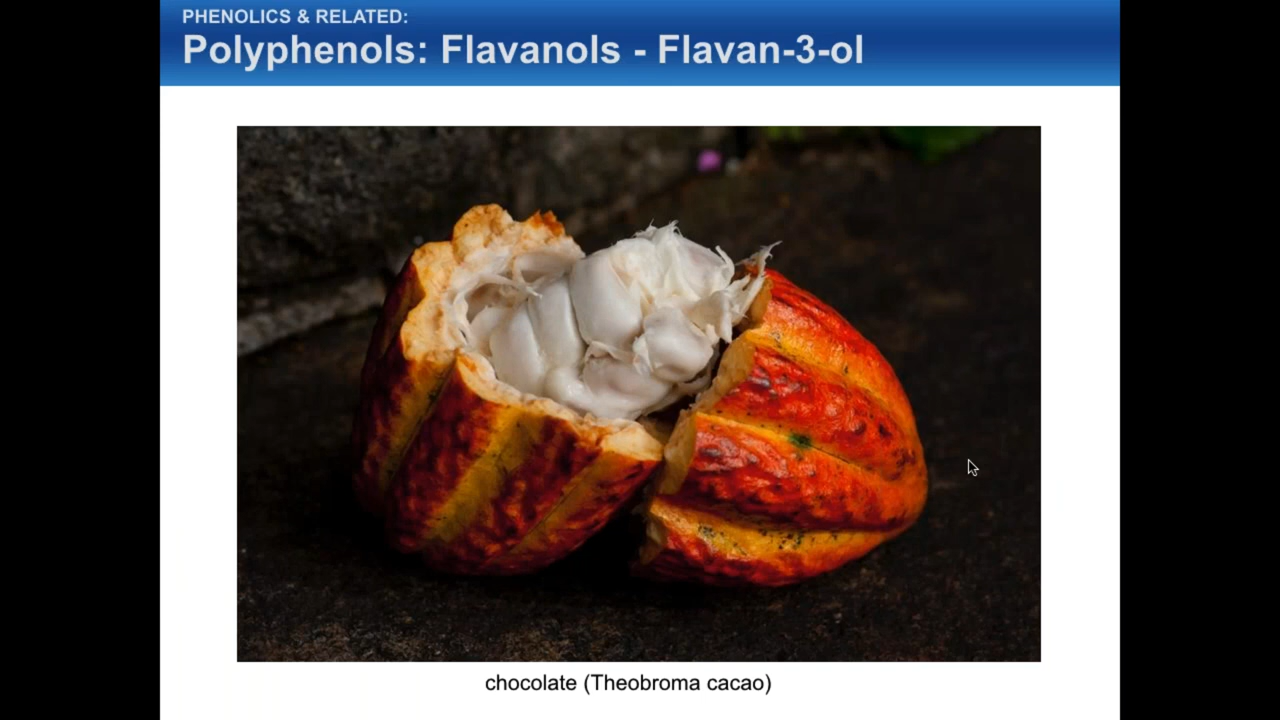 PHENOLICS & RELATED:
Polyphenols: Flavanols - Flavan-3-ol
chocolate (Theobroma cacao)